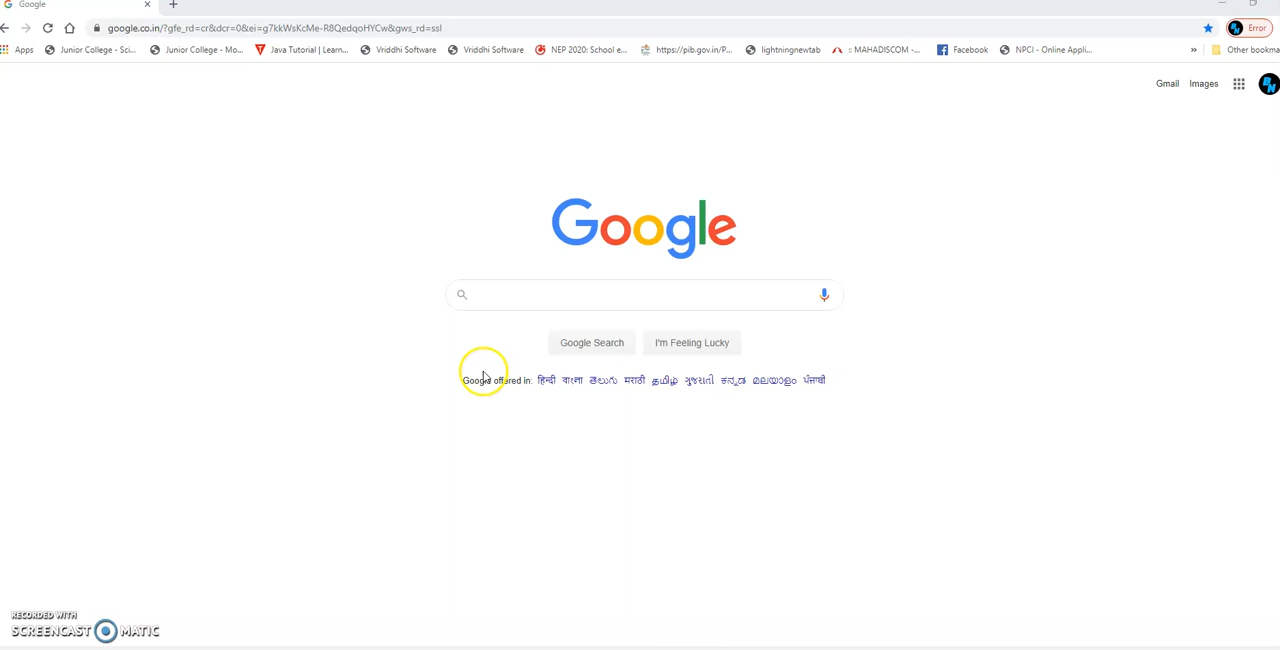 Google
google.co.in/?gfe_rd=cr&dcr=0&ei=g7kkWsKcMe-R8QedqoHYCw&gws_rd=ssl
BN Error
Apps Junior College - Sci... Junior College - Mo... Java Tutorial | Learn... Vriddhi Software Vriddhi Software NEP 2020: School e... https://pib.gov.in/P... lightningnewtab :: MAHADISCOM -... Facebook NPCI - Online Appli... » Other bookma
Gmail Images BN
Google
Google Search I'm Feeling Lucky
Google offered in: हिन्दी বাংলা తెలుగు मराठी தமிழ் ગુજરાતી ಕನ್ನಡ മലയാളം ਪੰਜਾਬੀ
RECORDED WITH
SCREENCAST MATIC